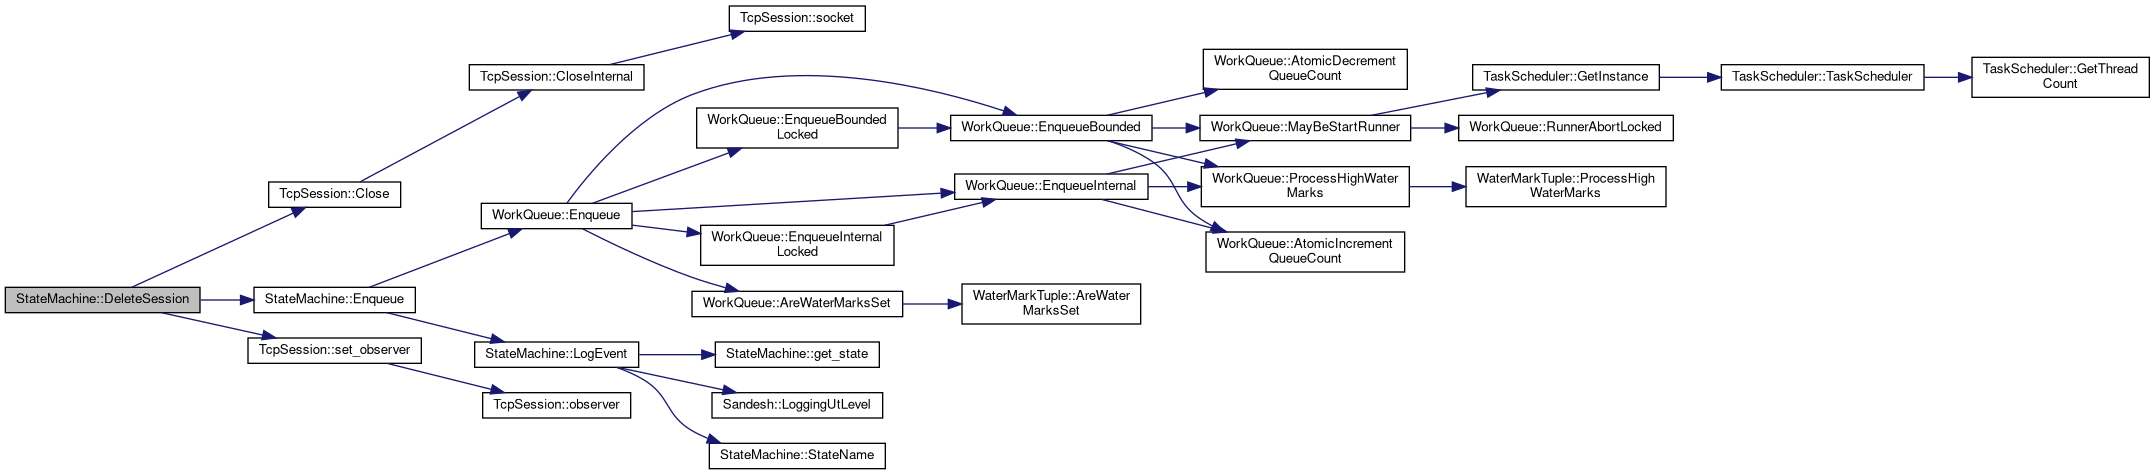 TcpSession::socket
TcpSession::CloseInternal
WorkQueue::AtomicDecrement
QueueCount
TaskScheduler::GetInstance
TaskScheduler::TaskScheduler
TaskScheduler::GetThread
Count
WorkQueue::EnqueueBounded
Locked
WorkQueue::EnqueueBounded
WorkQueue::MayBeStartRunner
WorkQueue::RunnerAbortLocked
TcpSession::Close
WorkQueue::EnqueueInternal
WorkQueue::ProcessHighWater
Marks
WaterMarkTuple::ProcessHigh
WaterMarks
WorkQueue::Enqueue
WorkQueue::EnqueueInternal
Locked
WorkQueue::AtomicIncrement
QueueCount
StateMachine::DeleteSession
StateMachine::Enqueue
WorkQueue::AreWaterMarksSet
WaterMarkTuple::AreWater
MarksSet
TcpSession::set_observer
StateMachine::LogEvent
StateMachine::get_state
TcpSession::observer
Sandesh::LoggingUtLevel
StateMachine::StateName